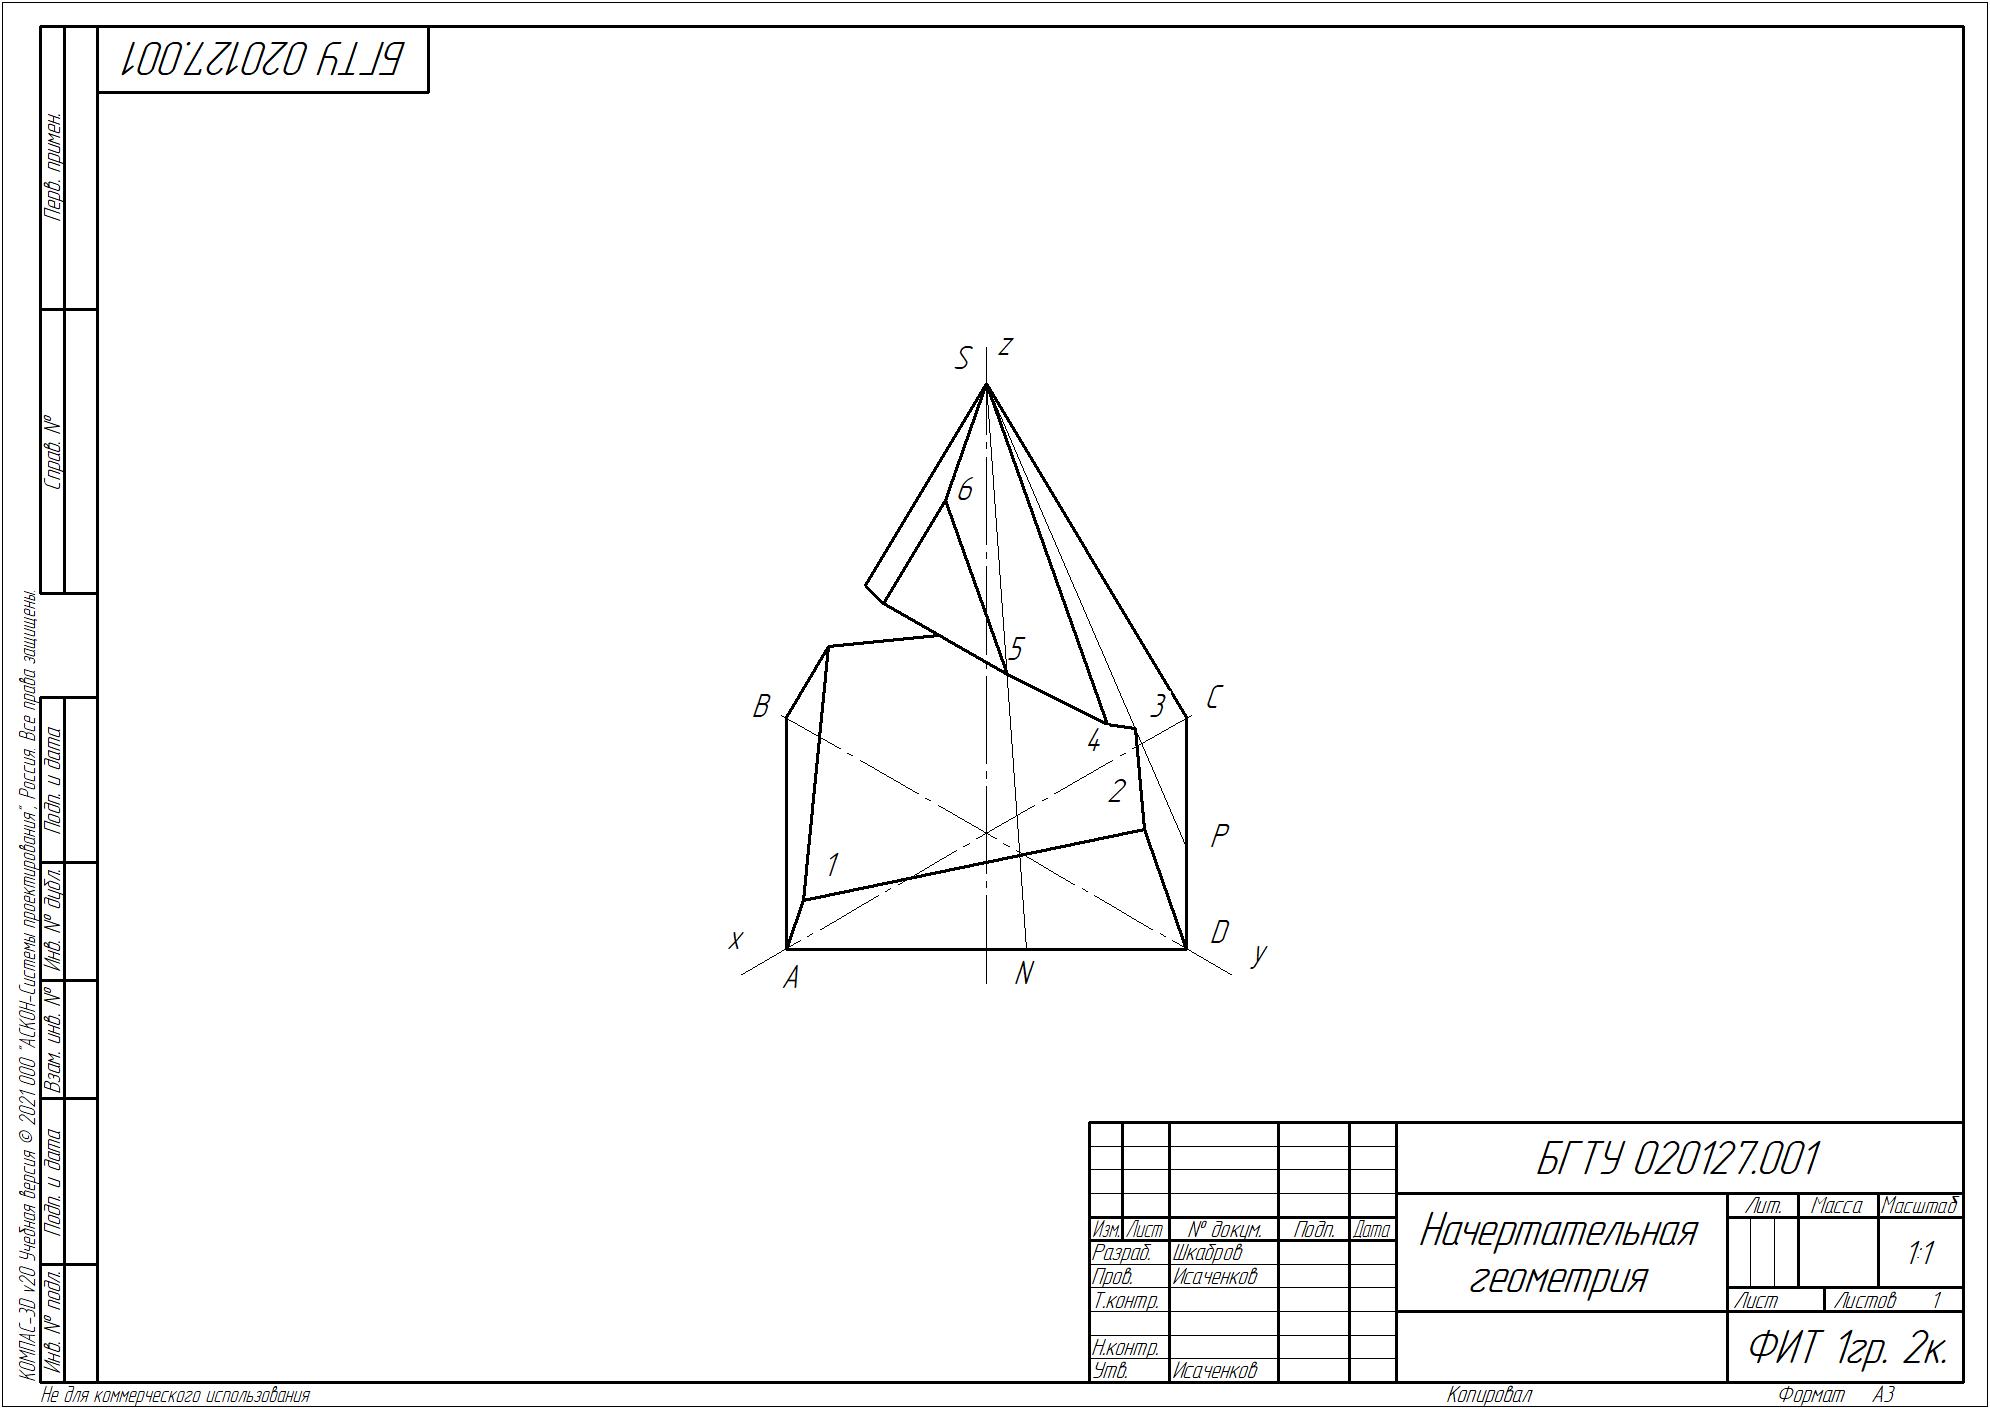 БГТУ 020127.001
Перв. примен.
Справ. №
Подп. и дата
Инв. № дубл.
Взам. инв. №
Подп. и дата
Инв. № подл.
КОМПАС-3D v20 Учебная версия © 2021 ООО "АСКОН-Системы проектирования", Россия. Все права защищены.
S z
6
5
B 3 C
4
2
1 P
x D y
A N
БГТУ 020127.001
Лит. Масса Масштаб
Изм. Лист № докум. Подп. Дата
Разраб. Шкабров
Пров. Исаченков
Т.контр.
Н.контр.
Утв. Исаченков
Начертательная
геометрия
1:1
Лист Листов 1
ФИТ 1гр. 2к.
Не для коммерческого использования
Копировал
Формат А3